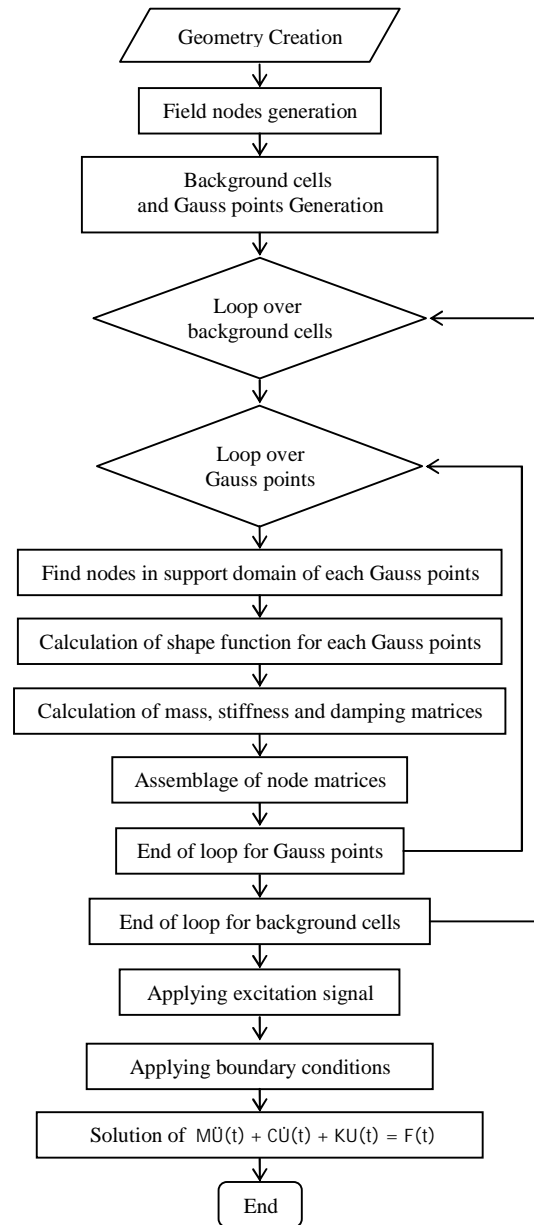 Geometry Creation
Field nodes generation
Background cells
and Gauss points Generation
Loop over
background cells
Loop over
Gauss points
Find nodes in support domain of each Gauss points
Calculation of shape function for each Gauss points
Calculation of mass, stiffness and damping matrices
Assemblage of node matrices
End of loop for Gauss points
End of loop for background cells
Applying excitation signal
Applying boundary conditions
Solution of MÜ(t) + CU̇(t) + KU(t) = F(t)
End